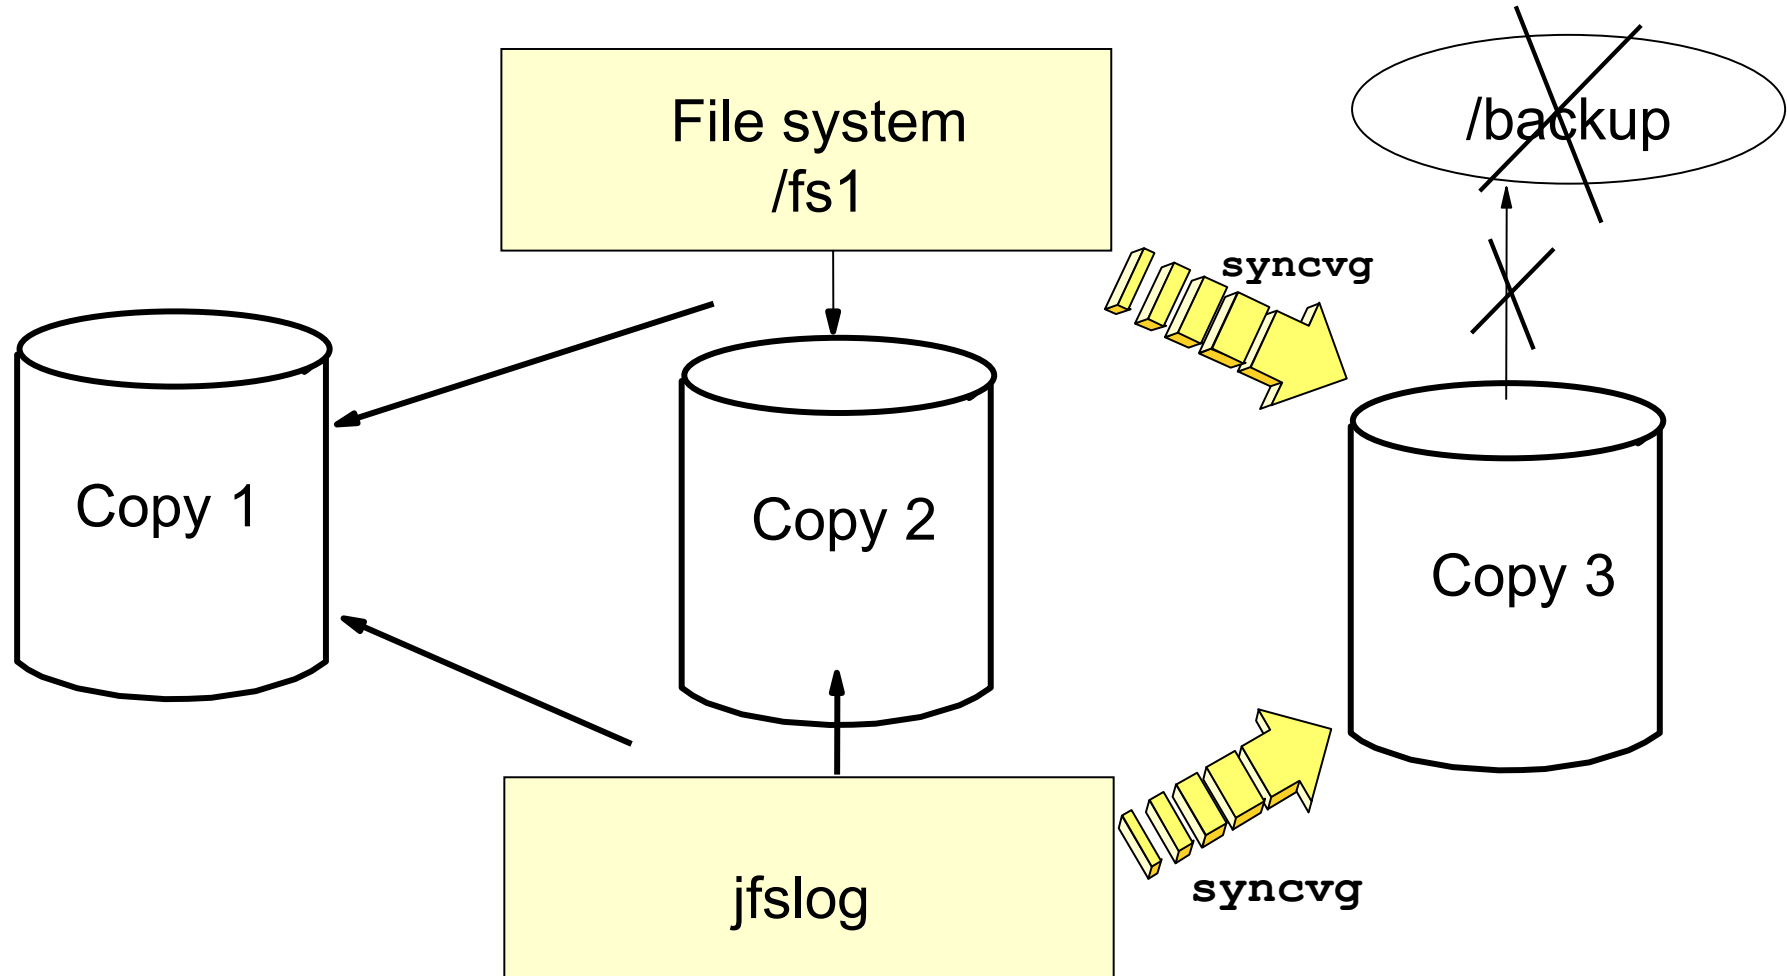 File system
/fs1
/backup
syncvg
Copy 1
Copy 2
Copy 3
syncvg
jfslog